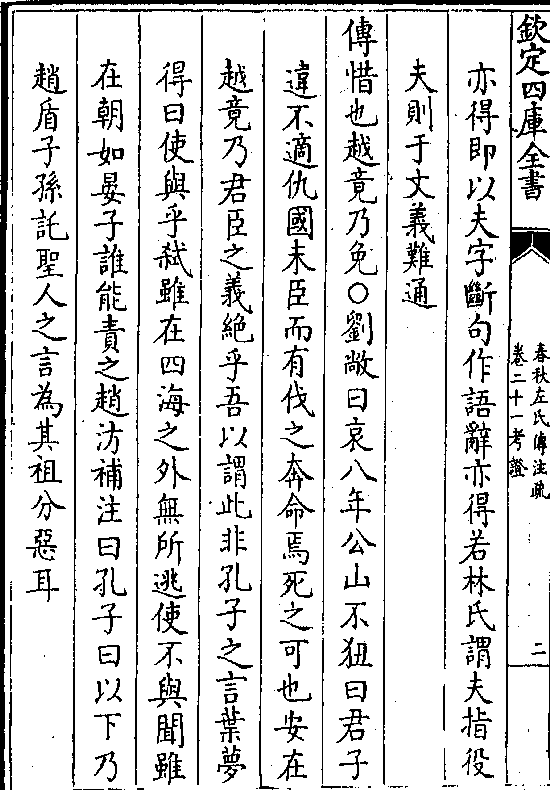 欽定四庫全書
春秋左氏傳注疏
卷二十一考證
二
亦得即以夫字斷句作語辭亦得若林氏謂夫指役
夫則于文義難通
傳惜也越竟乃免○劉敞曰哀八年公山不狃曰君子
違不適仇國未臣而有伐之奔命焉死之可也安在
越竟乃君臣之義絶乎吾以謂此非孔子之言葉夢
得曰使與乎弑雖在四海之外無所逃使不與聞雖
在朝如晏子誰能責之趙汸補注曰孔子曰以下乃
趙盾子孫託聖人之言為其祖分惡耳